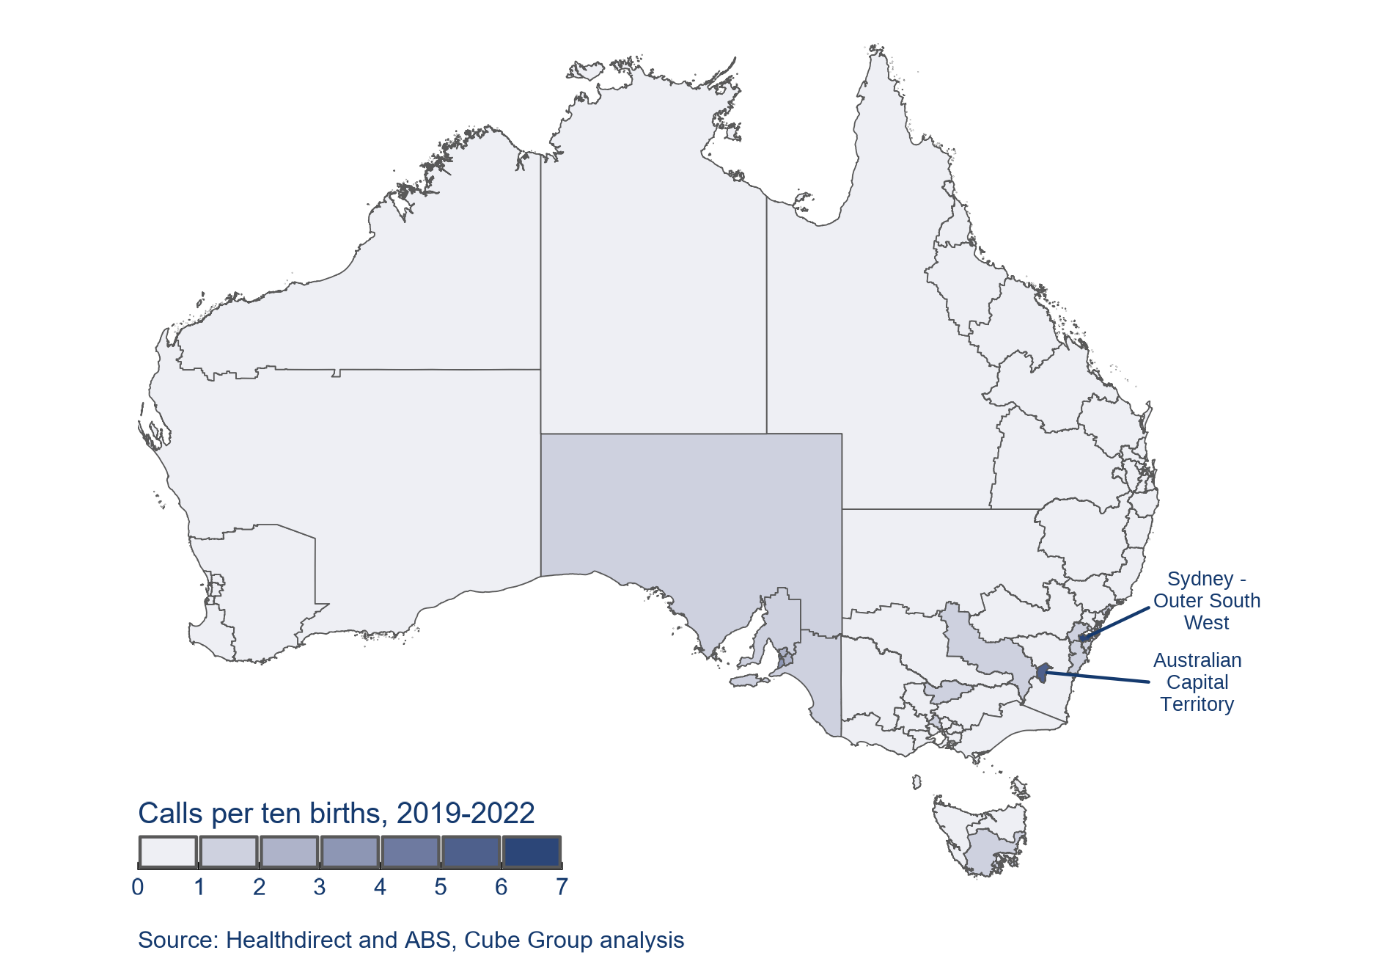 Sydney -
Outer South
West
Australian
Capital
Territory
Calls per ten births, 2019-2022
0 1 2 3 4 5 6 7
Source: Healthdirect and ABS, Cube Group analysis